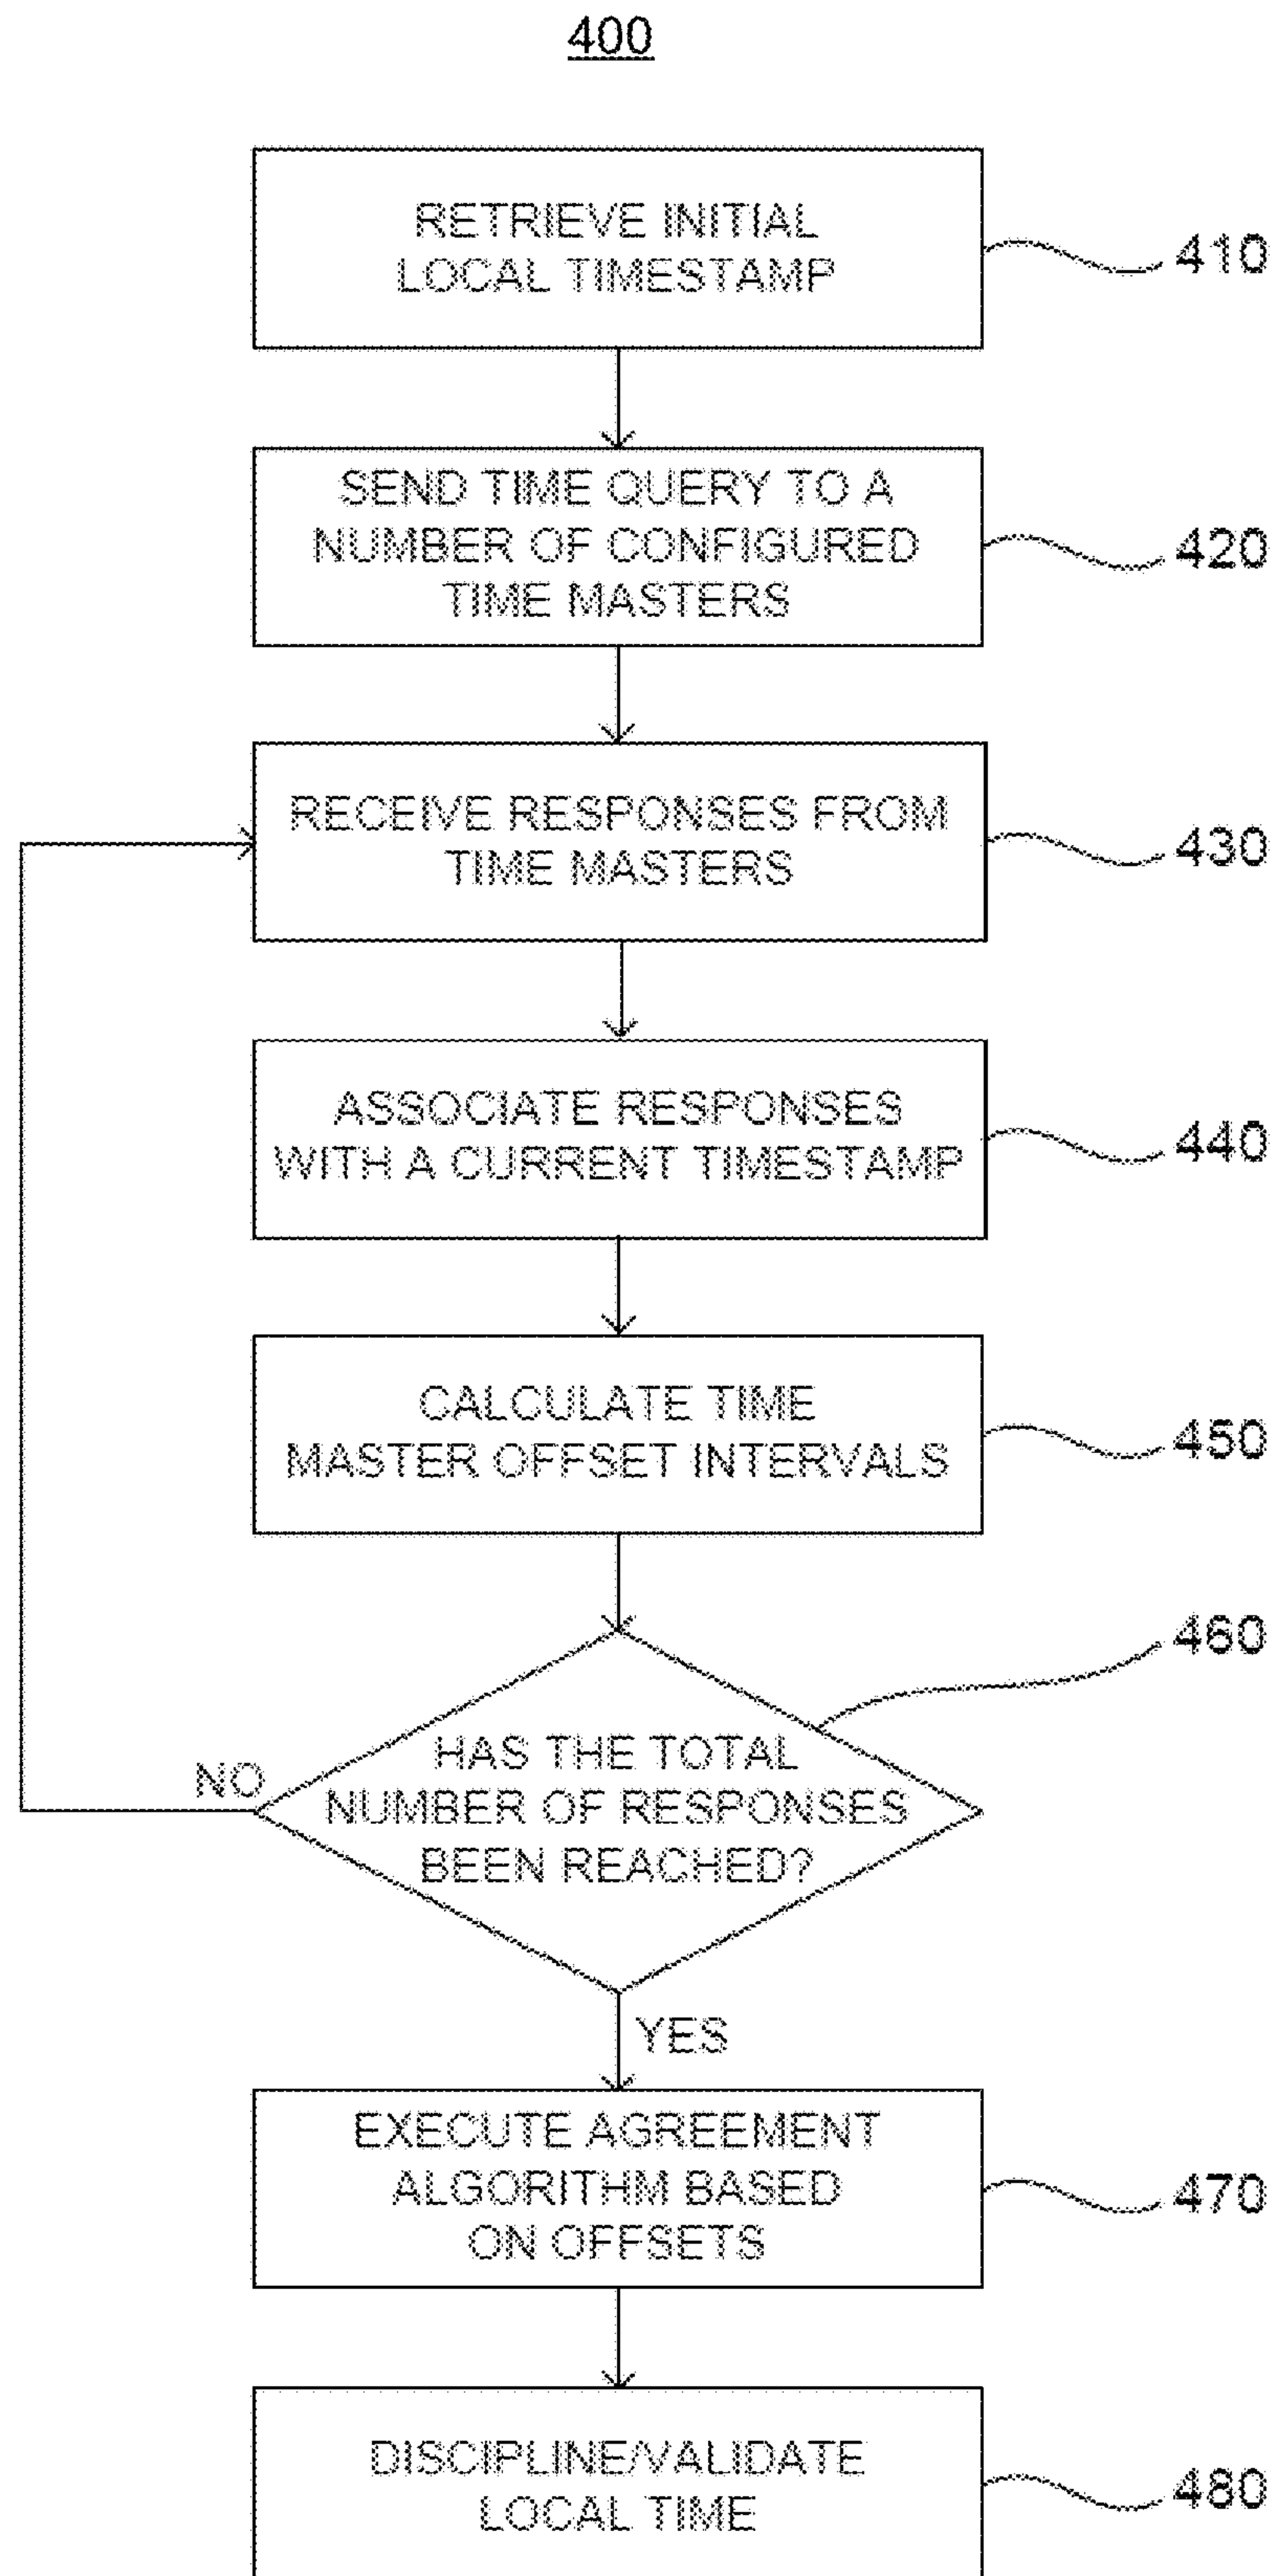 400
RETRIEVE INITIAL
LOCAL TIMESTAMP
410
SEND TIME QUERY TO A
NUMBER OF CONFIGURED
TIME MASTERS
420
RECEIVE RESPONSES FROM
TIME MASTERS
430
ASSOCIATE RESPONSES
WITH A CURRENT TIMESTAMP
440
CALCULATE TIME
MASTER OFFSET INTERVALS
450
460
HAS THE TOTAL
NUMBER OF RESPONSES
BEEN REACHED?
NO
YES
EXECUTE AGREEMENT
ALGORITHM BASED
ON OFFSETS
470
DISCIPLINE/VALIDATE
LOCAL TIME
480